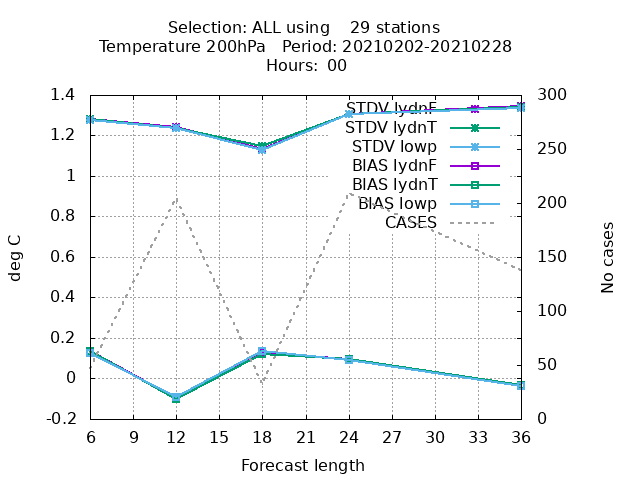 Selection: ALL using 29 stations
Temperature 200hPa Period: 20210202-20210228
Hours: 00
1.4
1.2
1
0.8
0.6
0.4
0.2
0
-0.2
deg C
STDV lydnF
STDV lydnT
STDV lowp
BIAS lydnF
BIAS lydnT
BIAS lowp
CASES
300
250
200
150
100
50
0
No cases
6 9 12 15 18 21 24 27 30 33 36
Forecast length